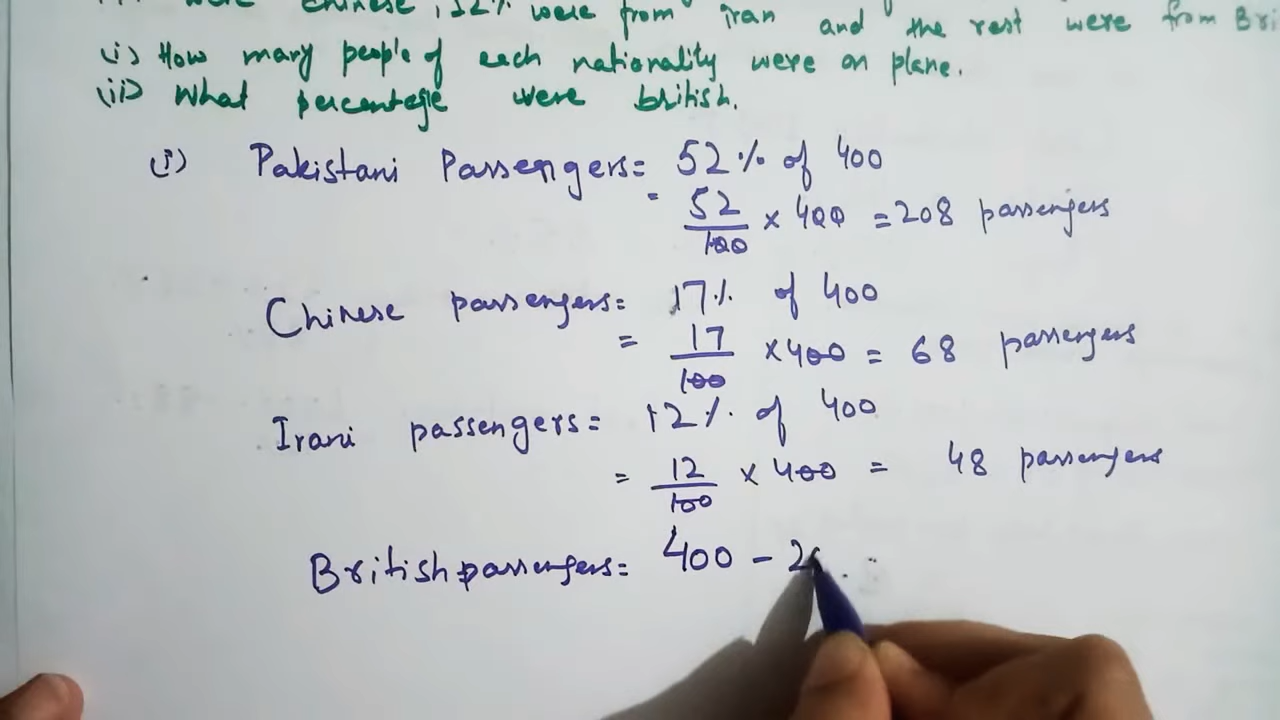 were chinese, 12% were from iran and the rest were from Bri
(i) How many people of each nationality were on plane.
(ii) What percentage were british.
(i) Pakistani Passengers = 52% of 400
= 52/100 × 400 = 208 passengers
Chinese passengers = 17% of 400
= 17/100 × 400 = 68 passengers
Irani passengers = 12% of 400
= 12/100 × 400 = 48 passengers
British passengers = 400 - 2